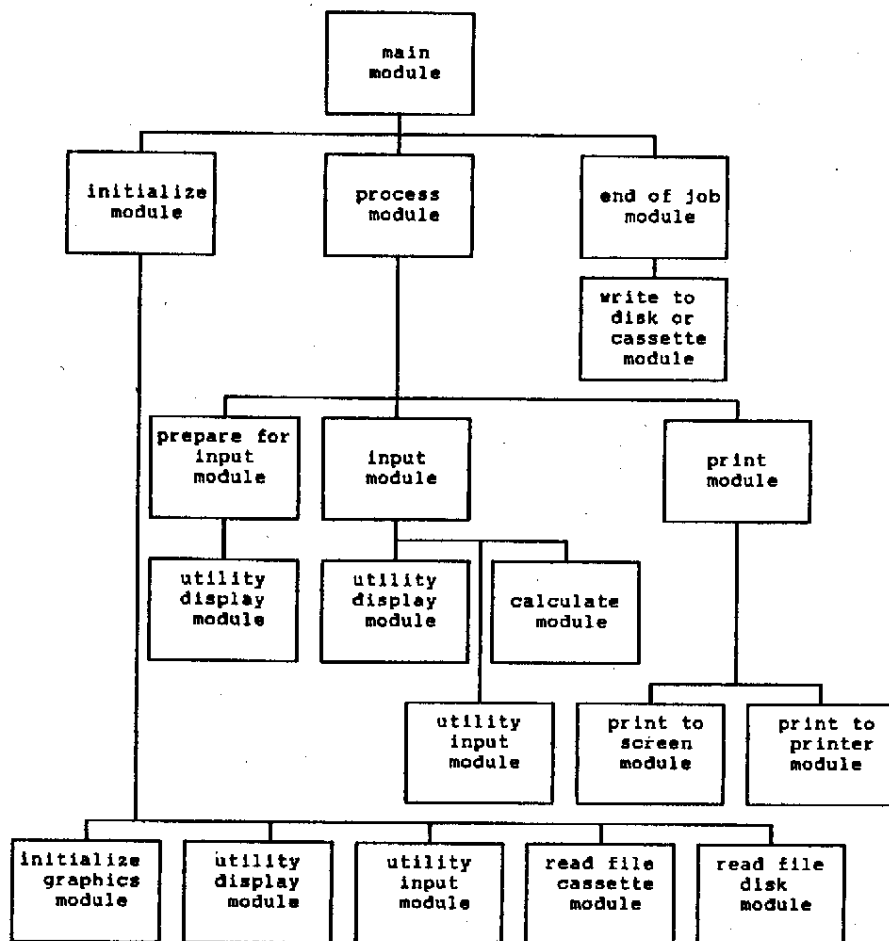 main
module
initialize
module
process
module
end of job
module
write to
disk or
cassette
module
prepare for
input
module
input
module
print
module
utility
display
module
utility
display
module
calculate
module
utility
input
module
print to
screen
module
print to
printer
module
initialize
graphics
module
utility
display
module
utility
input
module
read file
cassette
module
read file
disk
module